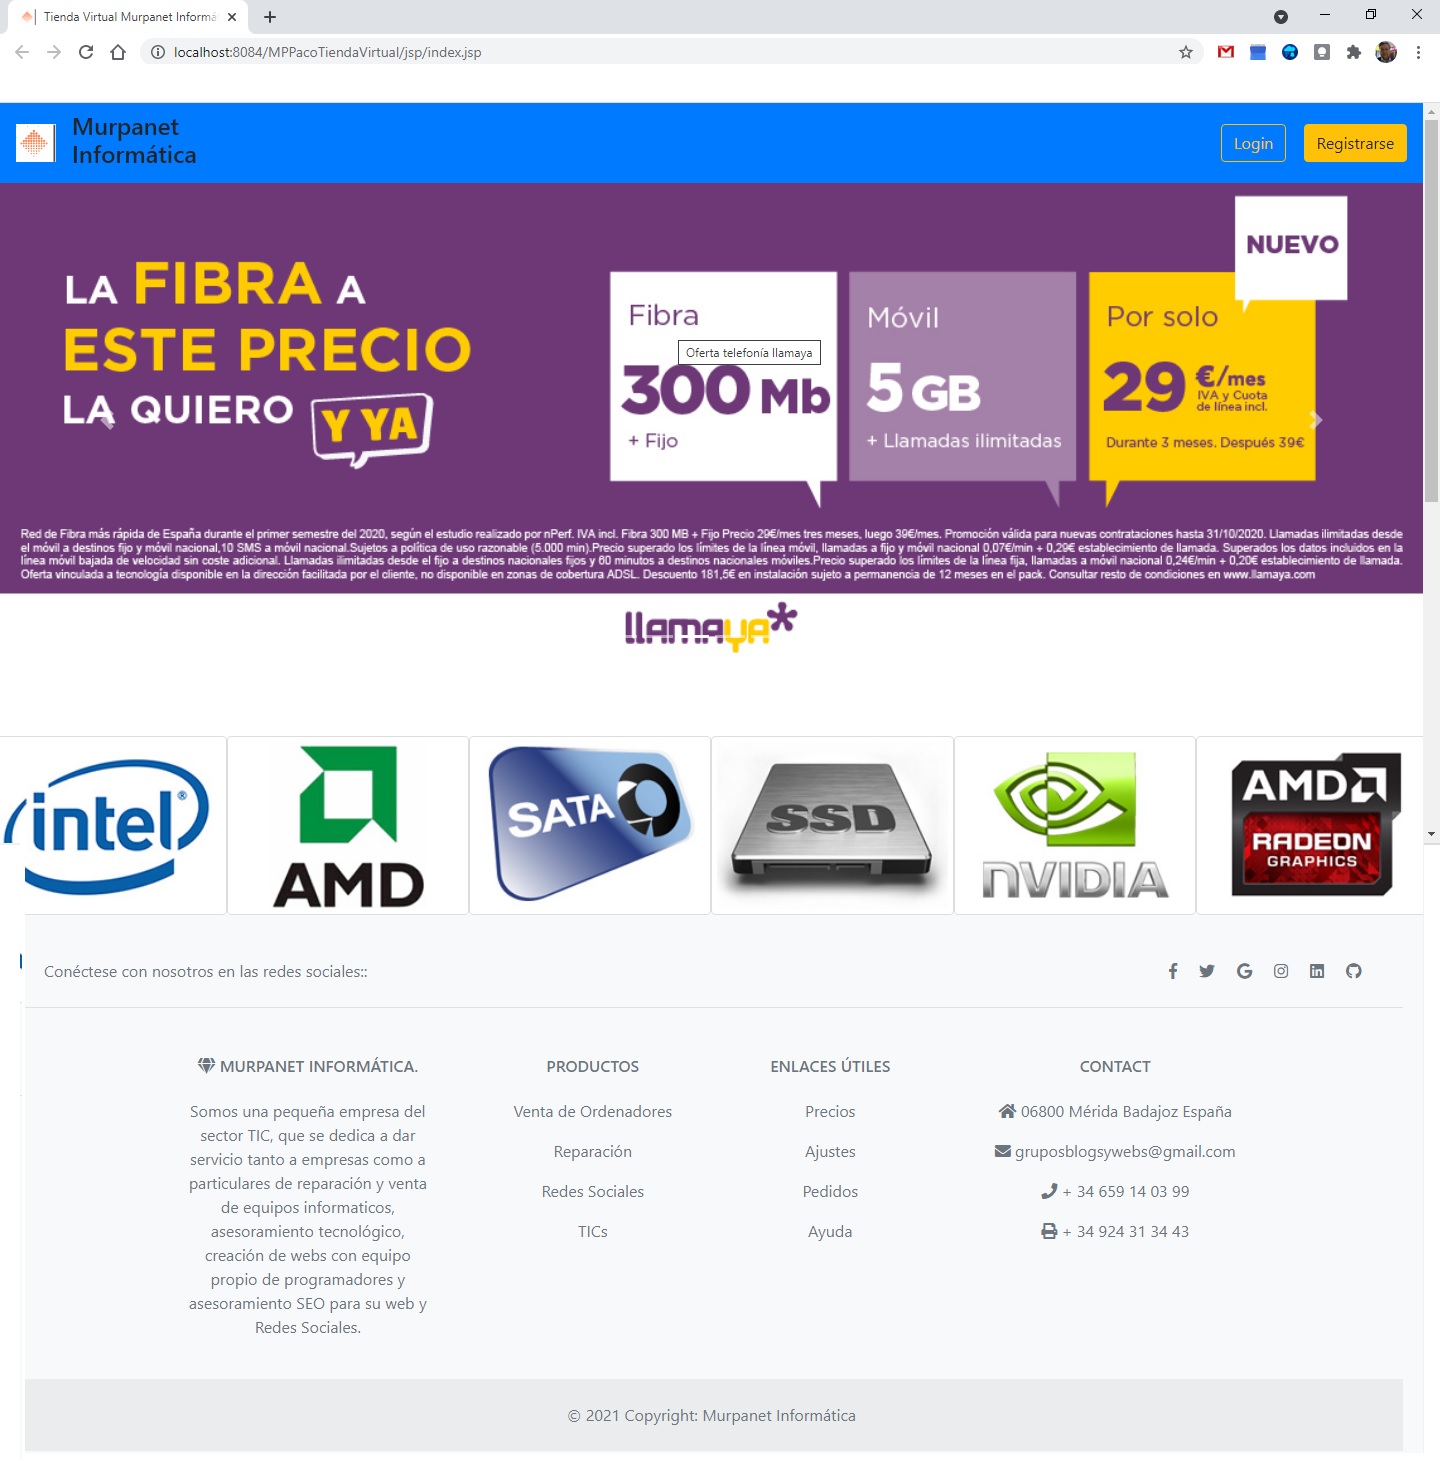 Tienda Virtual Murpanet Informá
localhost:8084/MPPacoTiendaVirtual/jsp/index.jsp
Murpanet
Informática
Login
Registrarse
NUEVO
LA FIBRA A
ESTE PRECIO
LA QUIERO Y YA
Fibra
300 Mb
+ Fijo
Móvil
5 GB
+ Llamadas ilimitadas
Por solo
29 €/mes
IVA y Cuota
de línea incl.
Durante 3 meses. Después 39€
Oferta telefonía llamaya
Red de Fibra más rápida de España durante el primer semestre del 2020, según el estudio realizado por nPerf. IVA incl. Fibra 300 MB + Fijo Precio 29€/mes tres meses, luego 39€/mes. Promoción válida para nuevas contrataciones hasta 31/10/2020. Llamadas ilimitadas desde
el móvil a destinos fijo y móvil nacional,10 SMS a móvil nacional.Sujetos a política de uso razonable (5.000 min).Precio superado los límites de la línea móvil, llamadas a fijo y móvil nacional 0,07€/min + 0,29€ establecimiento de llamada. Superados los datos incluidos en la
línea móvil bajada de velocidad sin coste adicional. Llamadas ilimitadas desde el fijo a destinos nacionales fijos y 60 minutos a destinos nacionales móviles.Precio superado los límites de la línea fija, llamadas a móvil nacional 0,24€/min + 0,20€ establecimiento de llamada.
Oferta vinculada a tecnología disponible en la dirección facilitada por el cliente, no disponible en zonas de cobertura ADSL. Descuento 181,5€ en instalación sujeto a permanencia de 12 meses en el pack. Consultar resto de condiciones en www.llamaya.com
llamaya*
intel®
AMD
SATA
SSD
NVIDIA
AMD
RADEON
GRAPHICS
Conéctese con nosotros en las redes sociales::
MURPANET INFORMÁTICA.
Somos una pequeña empresa del
sector TIC, que se dedica a dar
servicio tanto a empresas como a
particulares de reparación y venta
de equipos informaticos,
asesoramiento tecnológico,
creación de webs con equipo
propio de programadores y
asesoramiento SEO para su web y
Redes Sociales.
PRODUCTOS
Venta de Ordenadores
Reparación
Redes Sociales
TICs
ENLACES ÚTILES
Precios
Ajustes
Pedidos
Ayuda
CONTACT
06800 Mérida Badajoz España
gruposblogsywebs@gmail.com
+ 34 659 14 03 99
+ 34 924 31 34 43
© 2021 Copyright: Murpanet Informática